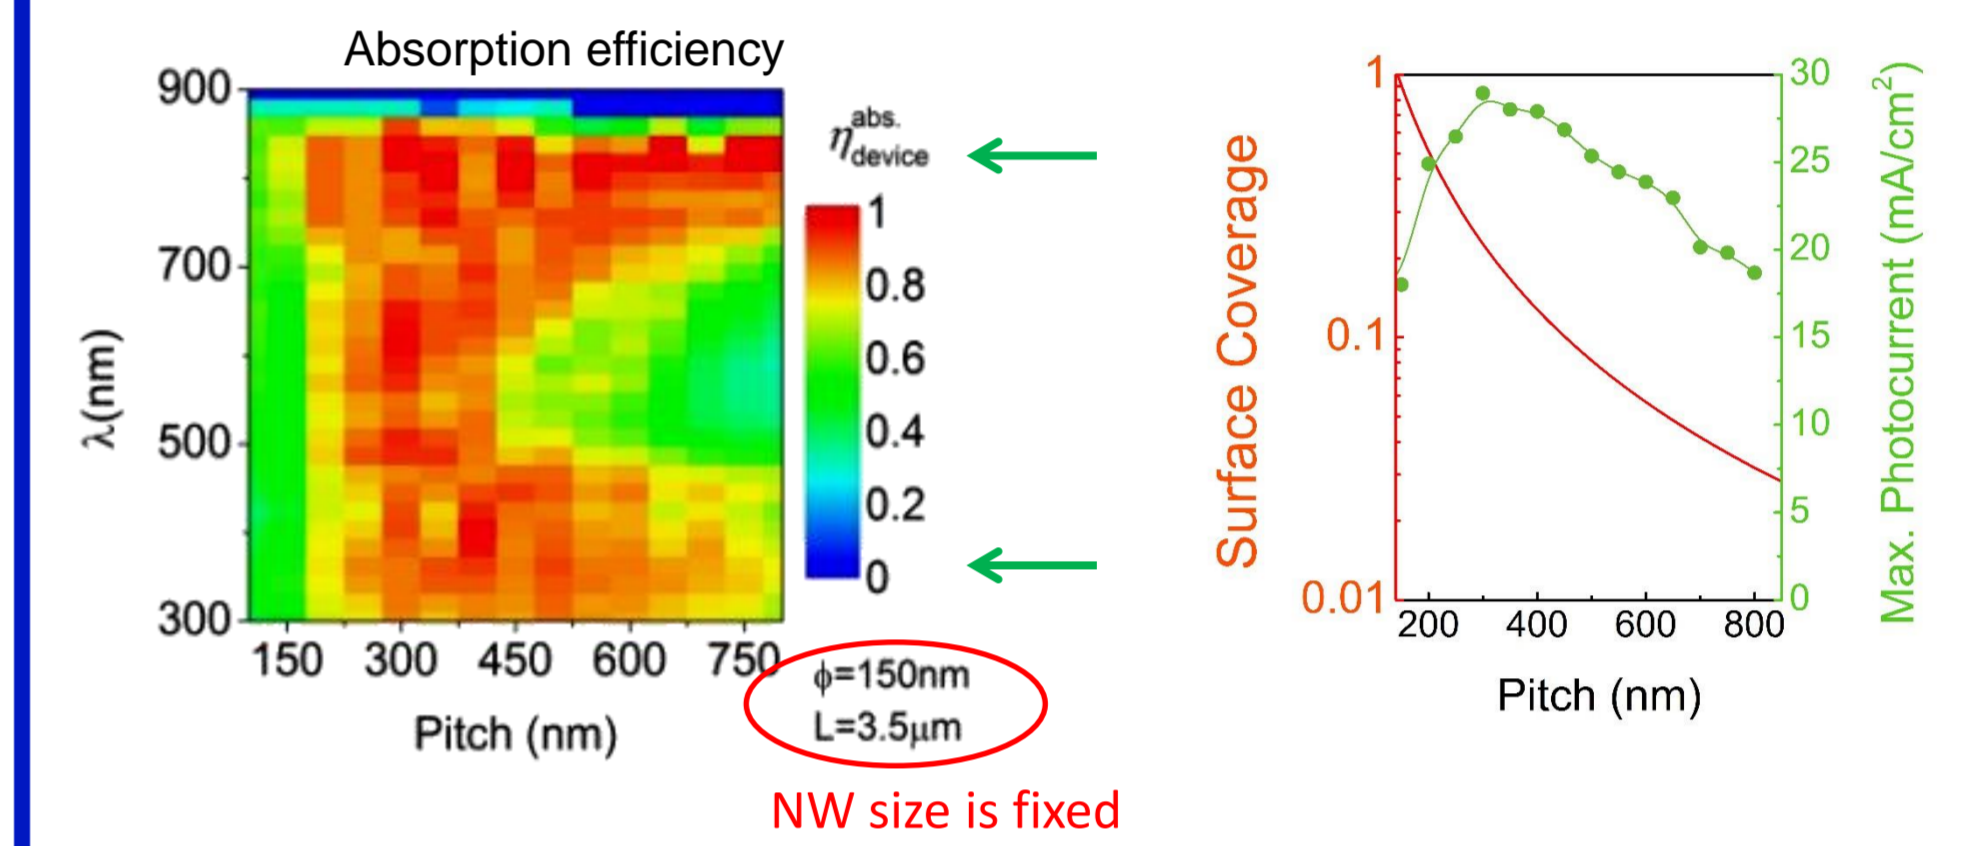 Absorption efficiency
900
700
500
300
λ(nm)
150 300 450 600 750
Pitch (nm)
η abs. device
1
0.8
0.6
0.4
0.2
0
ϕ=150nm
L=3.5μm
NW size is fixed
Surface Coverage
1
0.1
0.01
200 400 600 800
Pitch (nm)
30
25
20
15
10
5
0
Max. Photocurrent (mA/cm²)